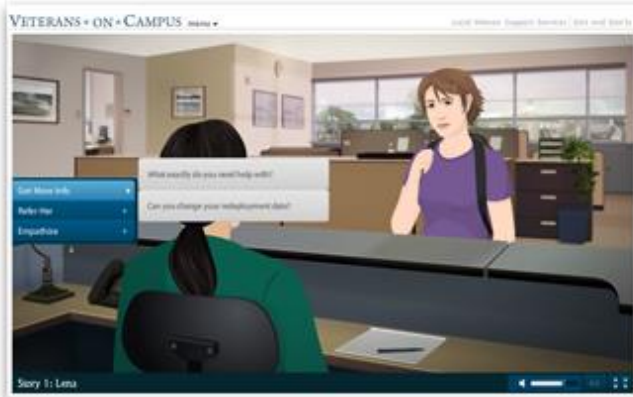 VETERANS • ON • CAMPUS menu
What exactly do you need help with?
Get More Info
Can you change your redeployment date?
Refer Her
Empathize
Story 1: Lena